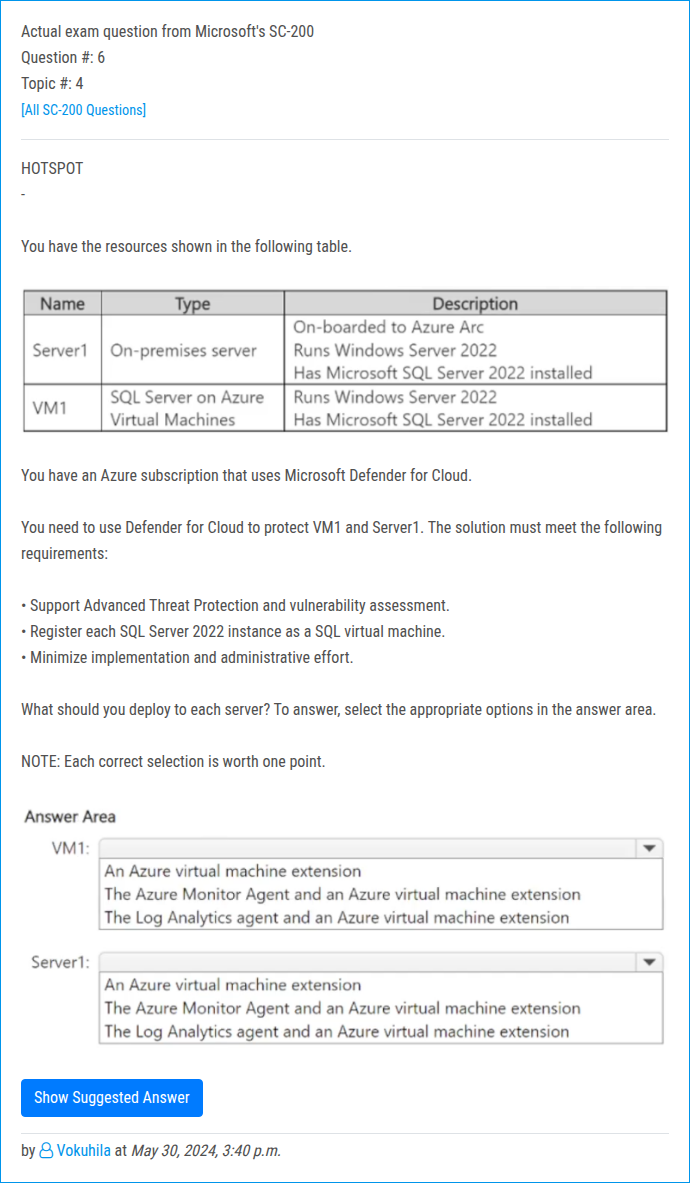 Actual exam question from Microsoft's SC-200
Question #: 6
Topic #: 4
[All SC-200 Questions]
HOTSPOT
-
You have the resources shown in the following table.
Name Type Description
Server1 On-premises server On-boarded to Azure Arc
Runs Windows Server 2022
Has Microsoft SQL Server 2022 installed
VM1 SQL Server on Azure Virtual Machines Runs Windows Server 2022
Has Microsoft SQL Server 2022 installed
You have an Azure subscription that uses Microsoft Defender for Cloud.
You need to use Defender for Cloud to protect VM1 and Server1. The solution must meet the following
requirements:
• Support Advanced Threat Protection and vulnerability assessment.
• Register each SQL Server 2022 instance as a SQL virtual machine.
• Minimize implementation and administrative effort.
What should you deploy to each server? To answer, select the appropriate options in the answer area.
NOTE: Each correct selection is worth one point.
Answer Area
VM1:
An Azure virtual machine extension
The Azure Monitor Agent and an Azure virtual machine extension
The Log Analytics agent and an Azure virtual machine extension
Server1:
An Azure virtual machine extension
The Azure Monitor Agent and an Azure virtual machine extension
The Log Analytics agent and an Azure virtual machine extension
Show Suggested Answer
by Vokuhila at May 30, 2024, 3:40 p.m.